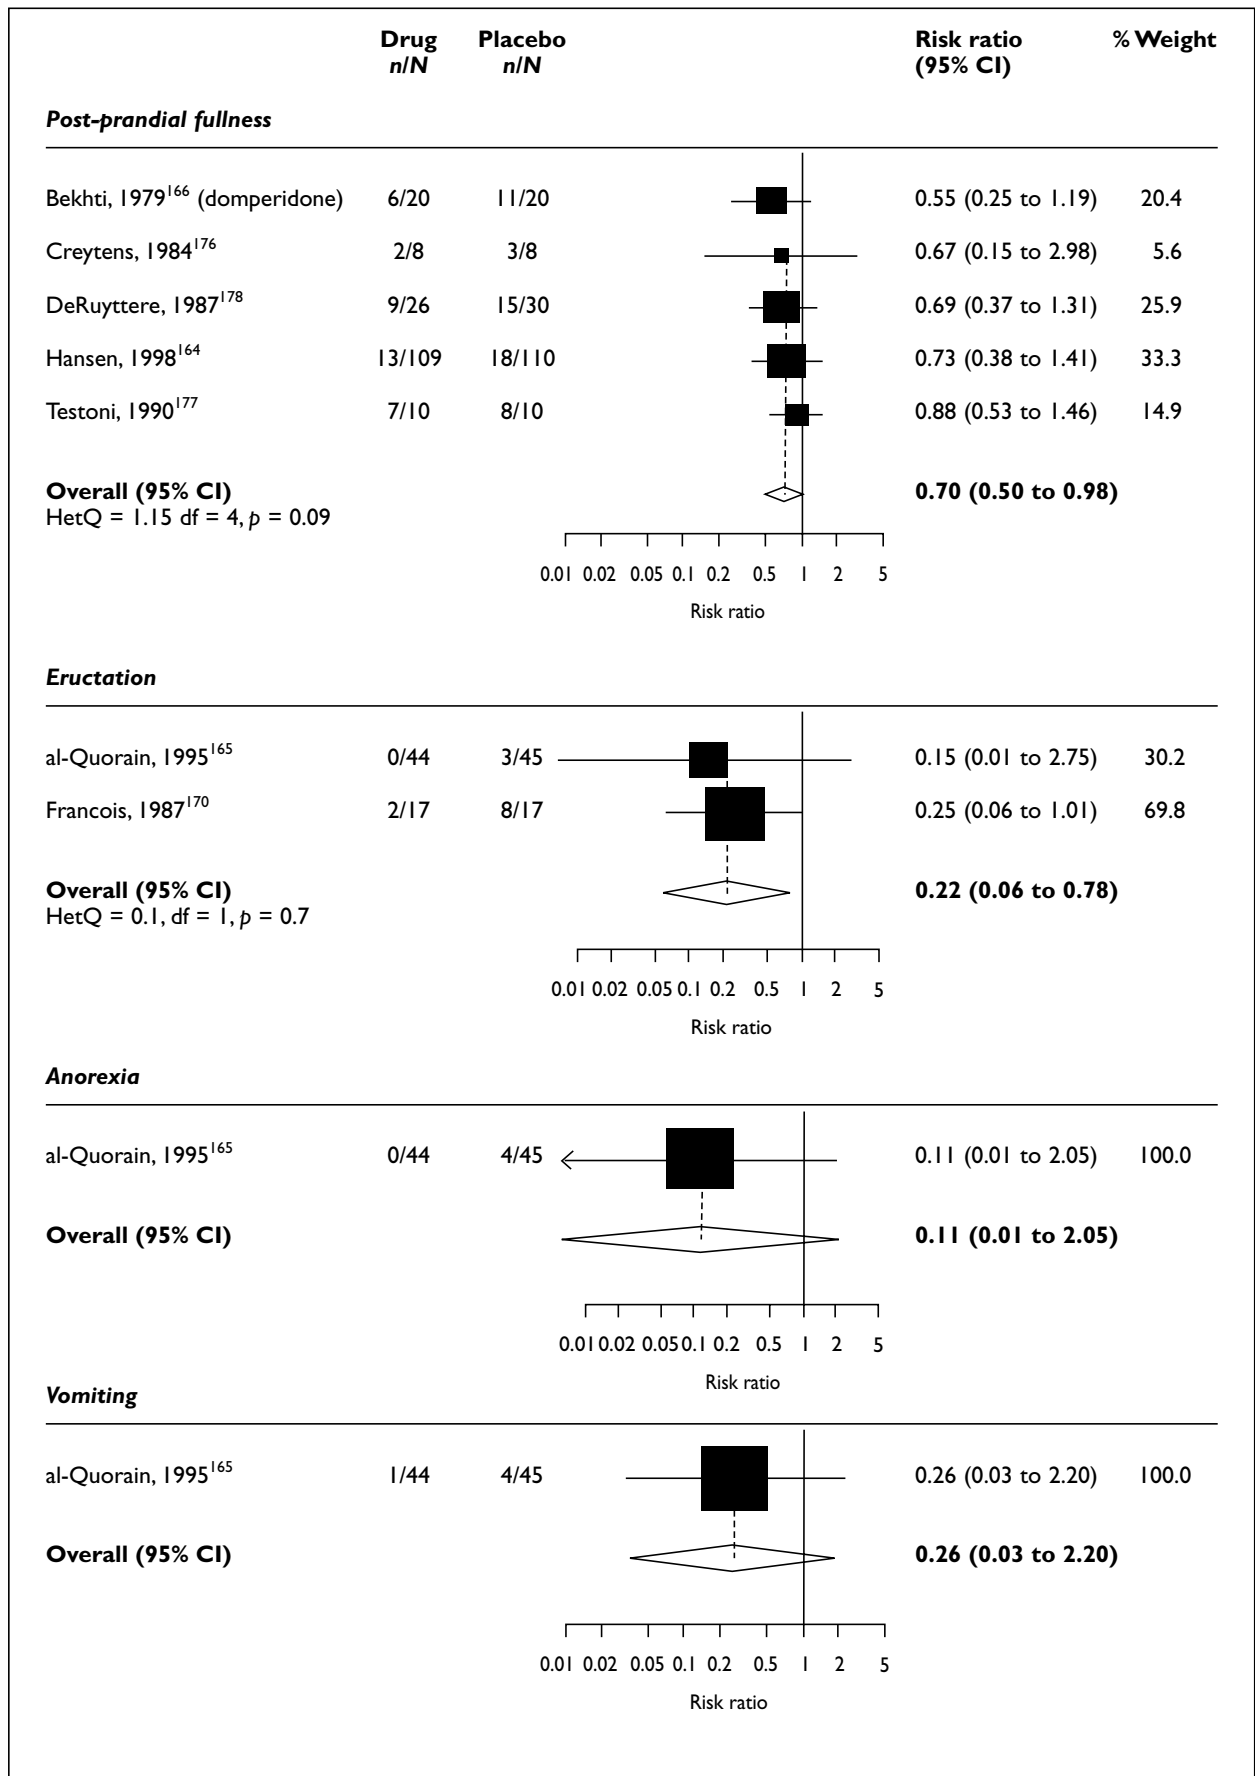 Drug Placebo Risk ratio % Weight
n/N n/N (95% CI)
Post-prandial fullness
Bekhti, 1979166 (domperidone) 6/20 11/20 0.55 (0.25 to 1.19) 20.4
Creytens, 1984176 2/8 3/8 0.67 (0.15 to 2.98) 5.6
DeRuyttere, 1987178 9/26 15/30 0.69 (0.37 to 1.31) 25.9
Hansen, 1998164 13/109 18/110 0.73 (0.38 to 1.41) 33.3
Testoni, 1990177 7/10 8/10 0.88 (0.53 to 1.46) 14.9
Overall (95% CI) 0.70 (0.50 to 0.98)
HetQ = 1.15 df = 4, p = 0.09
0.01 0.02 0.05 0.1 0.2 0.5 1 2 5
Risk ratio
Eructation
al-Quorain, 1995165 0/44 3/45 0.15 (0.01 to 2.75) 30.2
Francois, 1987170 2/17 8/17 0.25 (0.06 to 1.01) 69.8
Overall (95% CI) 0.22 (0.06 to 0.78)
HetQ = 0.1, df = 1, p = 0.7
0.01 0.02 0.05 0.1 0.2 0.5 1 2 5
Risk ratio
Anorexia
al-Quorain, 1995165 0/44 4/45 0.11 (0.01 to 2.05) 100.0
Overall (95% CI) 0.11 (0.01 to 2.05)
0.01 0.02 0.05 0.1 0.2 0.5 1 2 5
Risk ratio
Vomiting
al-Quorain, 1995165 1/44 4/45 0.26 (0.03 to 2.20) 100.0
Overall (95% CI) 0.26 (0.03 to 2.20)
0.01 0.02 0.05 0.1 0.2 0.5 1 2 5
Risk ratio